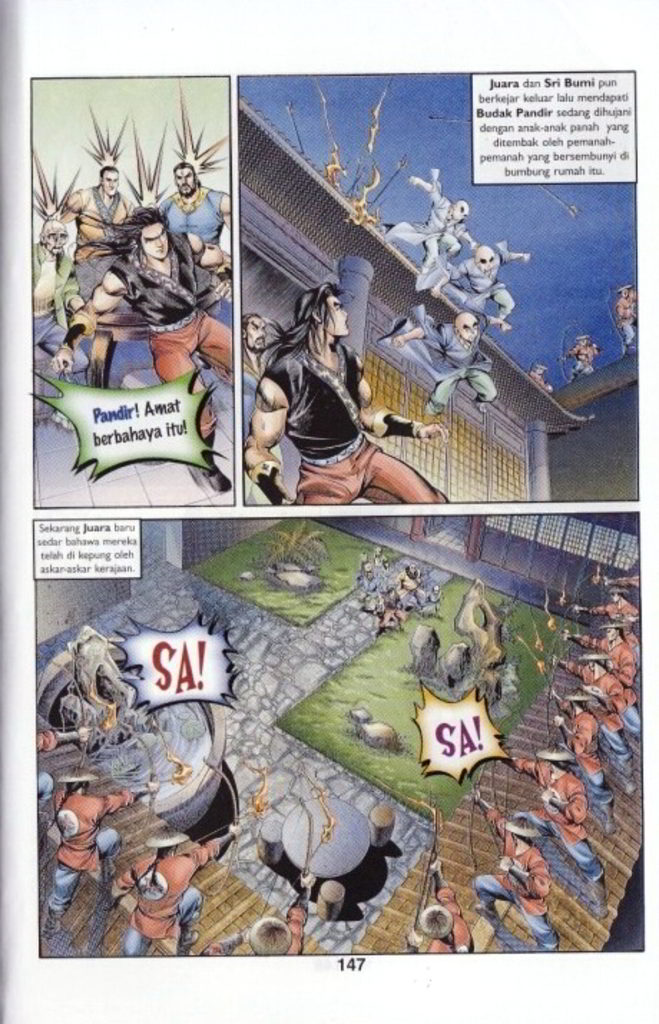 Pandir! Amat
berbahaya itu!
Juara dan Sri Bumi pun
berkejar keluar lalu mendapati
Budak Pandir sedang dihujani
dengan anak-anak panah yang
ditembak oleh pemanah-
pemanah yang bersembunyi di
bumbung rumah itu.
Sekarang Juara baru
sedar bahawa mereka
telah di kepung oleh
askar-askar kerajaan.
SA!
SA!
147